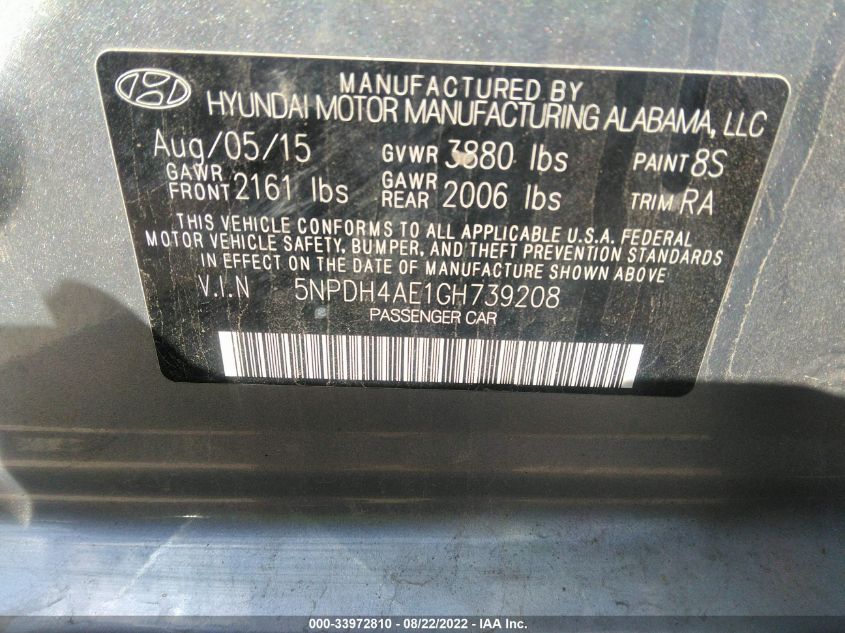 MANUFACTURED BY
HYUNDAI MOTOR MANUFACTURING ALABAMA, LLC
Aug/05/15 GVWR 3880 lbs PAINT 8S
GAWR FRONT 2161 lbs GAWR REAR 2006 lbs TRIM RA
THIS VEHICLE CONFORMS TO ALL APPLICABLE U.S.A. FEDERAL
MOTOR VEHICLE SAFETY, BUMPER, AND THEFT PREVENTION STANDARDS
IN EFFECT ON THE DATE OF MANUFACTURE SHOWN ABOVE
V.I.N 5NPDH4AE1GH739208
PASSENGER CAR
000-33972810 - 08/22/2022 - IAA Inc.